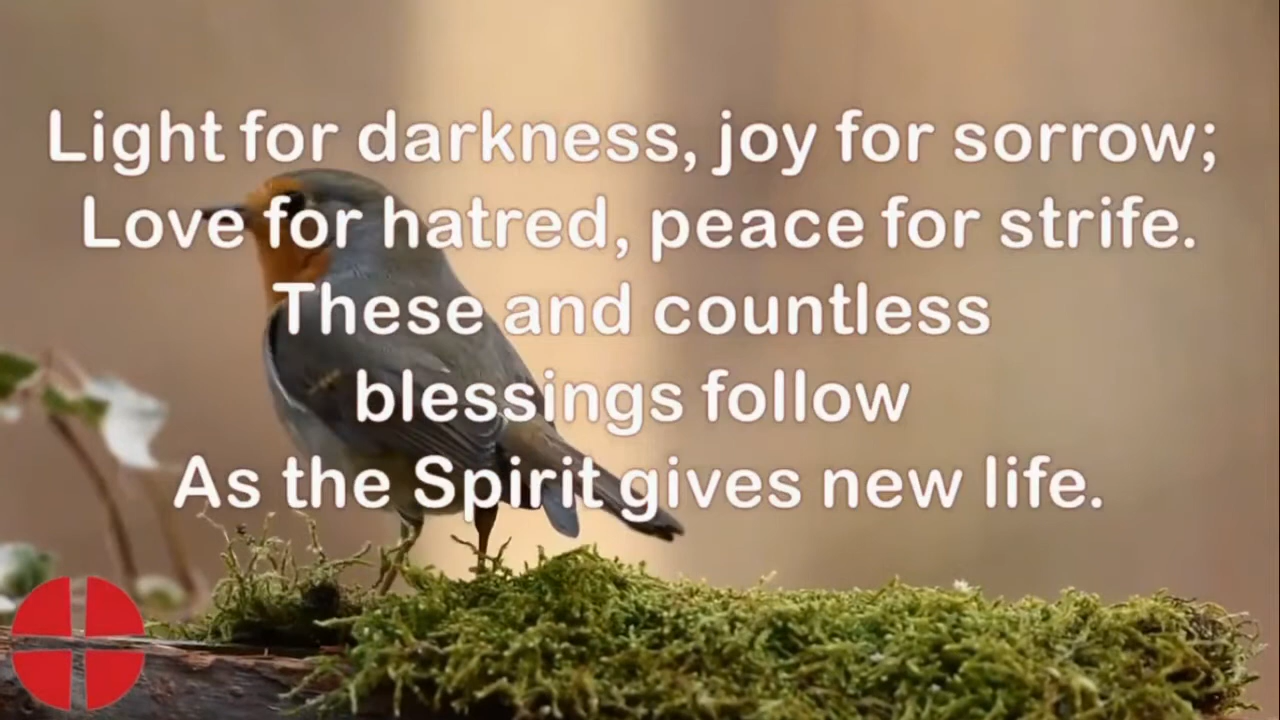 Light for darkness, joy for sorrow;
Love for hatred, peace for strife.
These and countless
blessings follow
As the Spirit gives new life.